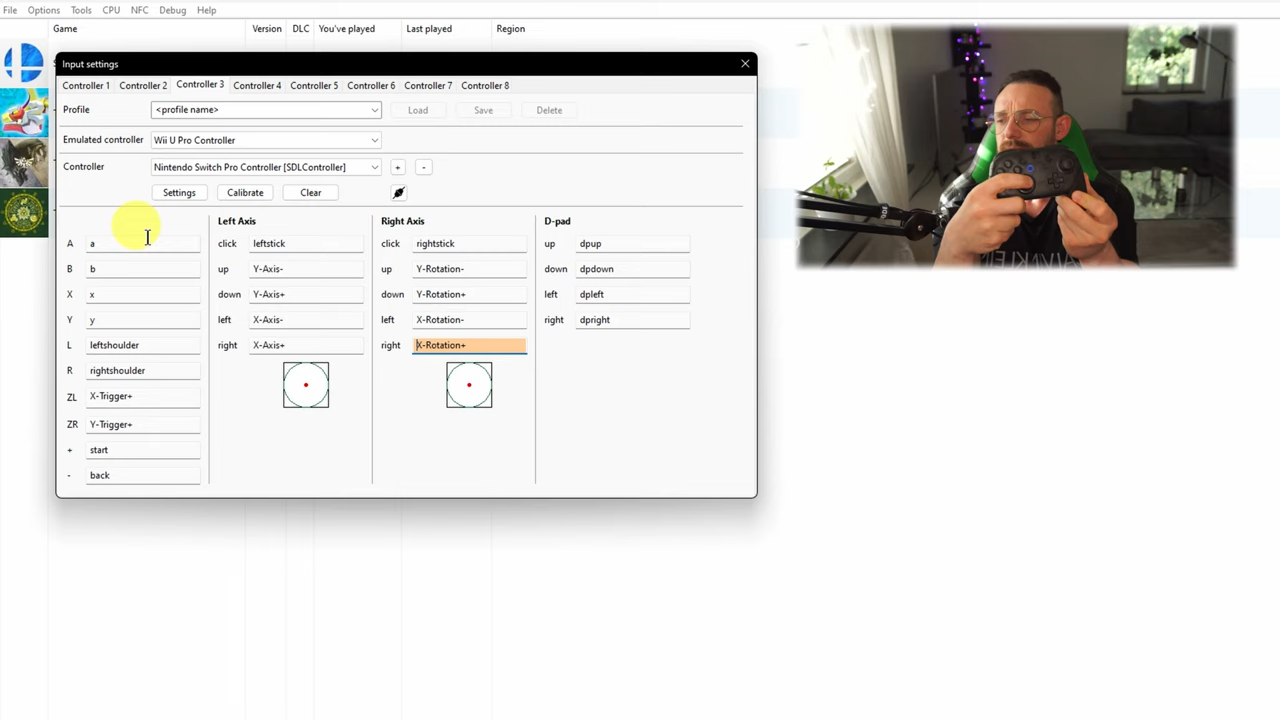 File Options Tools CPU NFC Debug Help
Game Version DLC You've played Last played Region
Input settings
Controller 1 Controller 2 Controller 3 Controller 4 Controller 5 Controller 6 Controller 7 Controller 8
Profile <profile name> Load Save Delete
Emulated controller Wii U Pro Controller
Controller Nintendo Switch Pro Controller [SDLController] + -
Settings Calibrate Clear
Left Axis Right Axis D-pad
A a click leftstick click rightstick up dpup
B b up Y-Axis- up Y-Rotation- down dpdown
X x down Y-Axis+ down Y-Rotation+ left dpleft
Y y left X-Axis- left X-Rotation- right dpright
L leftshoulder right X-Axis+ right X-Rotation+
R rightshoulder
ZL X-Trigger+
ZR Y-Trigger+
+ start
- back